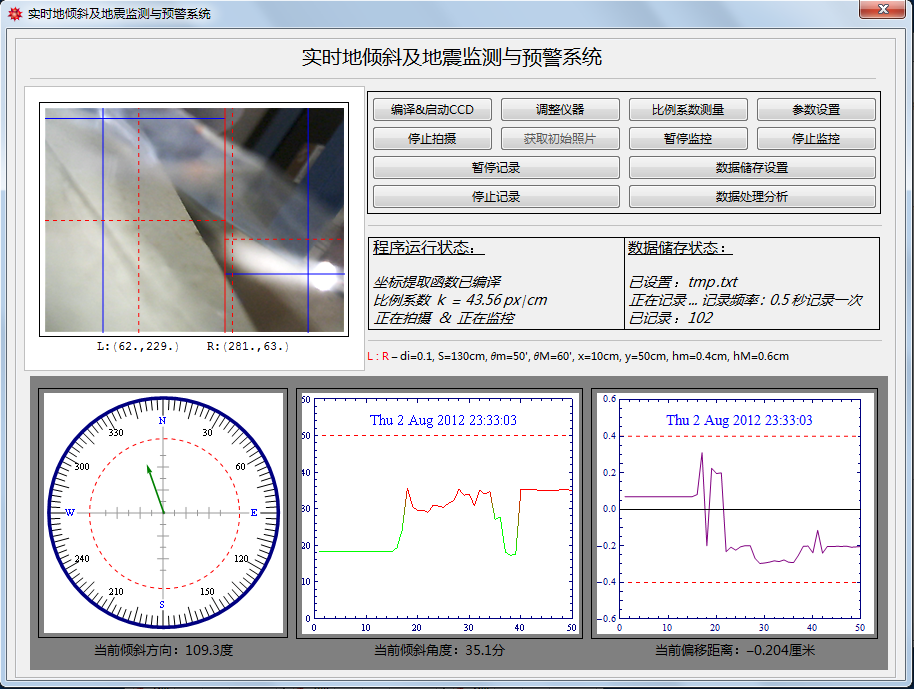 实时地倾斜及地震监测与预警系统
实时地倾斜及地震监测与预警系统
编译&启动CCD 调整仪器 比例系数测量 参数设置
停止拍摄 获取初始照片 暂停监控 停止监控
暂停记录 数据储存设置
停止记录 数据处理分析
L:(62.,229.) R:(281.,63.)
程序运行状态：
坐标提取函数已编译
比例系数 k = 43.56 px|cm
正在拍摄 & 正在监控
数据储存状态：
已设置：tmp.txt
正在记录 ... 记录频率：0.5 秒记录一次
已记录：102
L : R – di=0.1, S=130cm, θm=50', θM=60', x=10cm, y=50cm, hm=0.4cm, hM=0.6cm
N
330 30
300 60
W E
240 120
210 150
S
当前倾斜方向：109.3度
Thu 2 Aug 2012 23:33:03
60
50
40
30
20
10
0
0 10 20 30 40 50
当前倾斜角度：35.1分
Thu 2 Aug 2012 23:33:03
0.6
0.4
0.2
0.0
−0.2
−0.4
−0.6
0 10 20 30 40 50
当前偏移距离：−0.204厘米